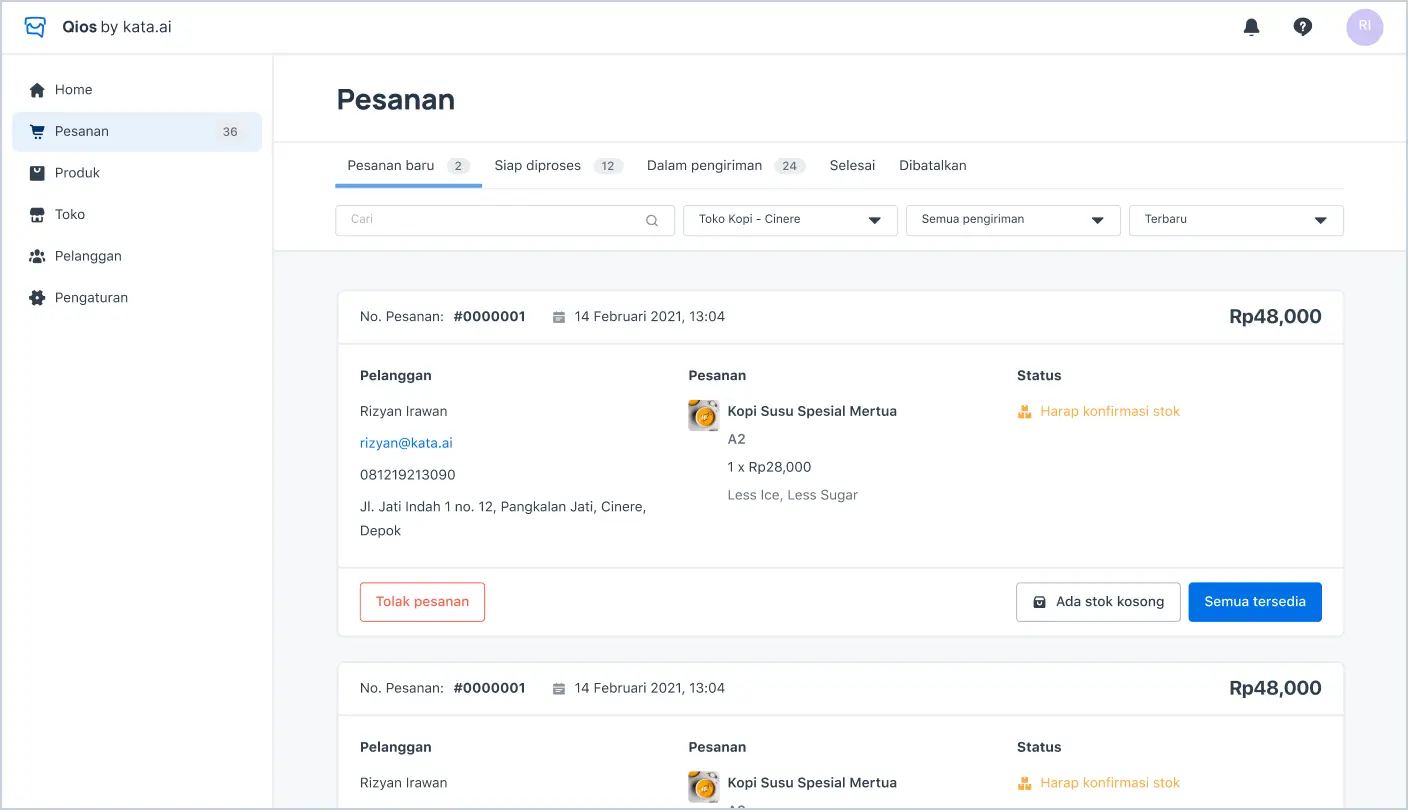 Qios by kata.ai
RI
Home
Pesanan 36
Produk
Toko
Pelanggan
Pengaturan
Pesanan
Pesanan baru 2 Siap diproses 12 Dalam pengiriman 24 Selesai Dibatalkan
Cari Toko Kopi - Cinere Semua pengiriman Terbaru
No. Pesanan: #0000001 14 Februari 2021, 13:04 Rp48,000
Pelanggan
Rizyan Irawan
rizyan@kata.ai
081219213090
Jl. Jati Indah 1 no. 12, Pangkalan Jati, Cinere,
Depok
Pesanan
Kopi Susu Spesial Mertua
A2
1 x Rp28,000
Less Ice, Less Sugar
Status
Harap konfirmasi stok
Tolak pesanan Ada stok kosong Semua tersedia
No. Pesanan: #0000001 14 Februari 2021, 13:04 Rp48,000
Pelanggan
Rizyan Irawan
Pesanan
Kopi Susu Spesial Mertua
Status
Harap konfirmasi stok